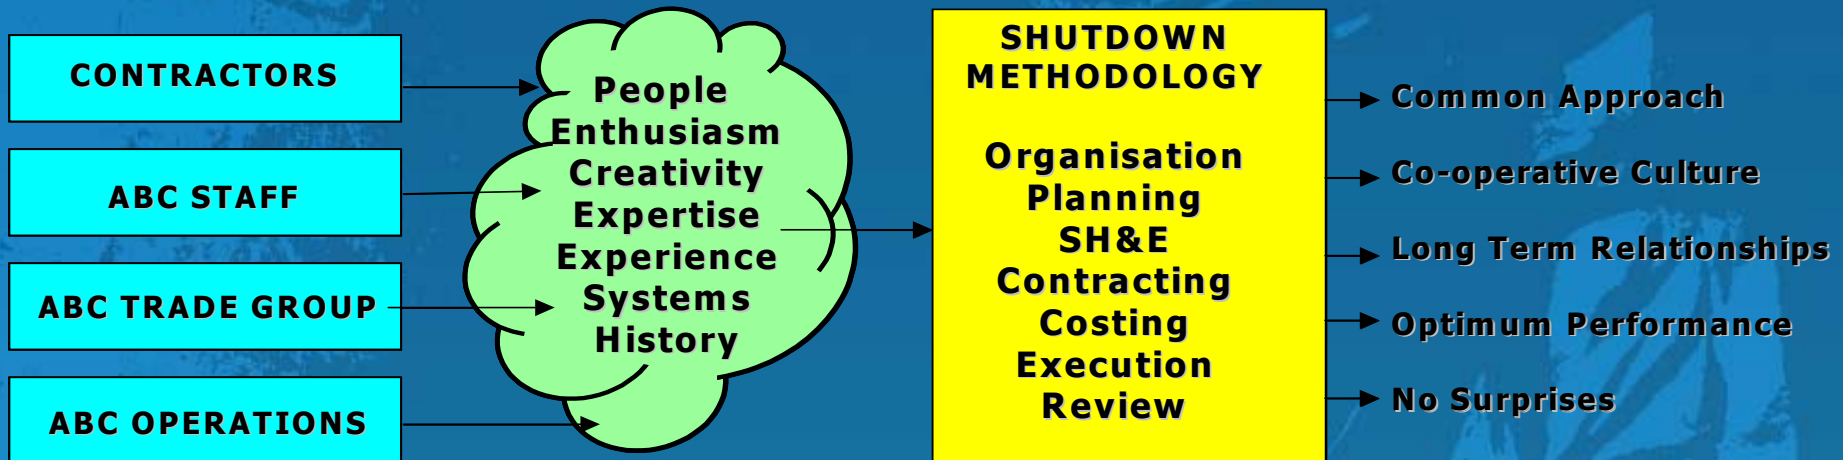 CONTRACTORS
ABC STAFF
ABC TRADE GROUP
ABC OPERATIONS
People
Enthusiasm
Creativity
Expertise
Experience
Systems
History
SHUTDOWN
METHODOLOGY
Organisation
Planning
SH&E
Contracting
Costing
Execution
Review
Common Approach
Co-operative Culture
Long Term Relationships
Optimum Performance
No Surprises